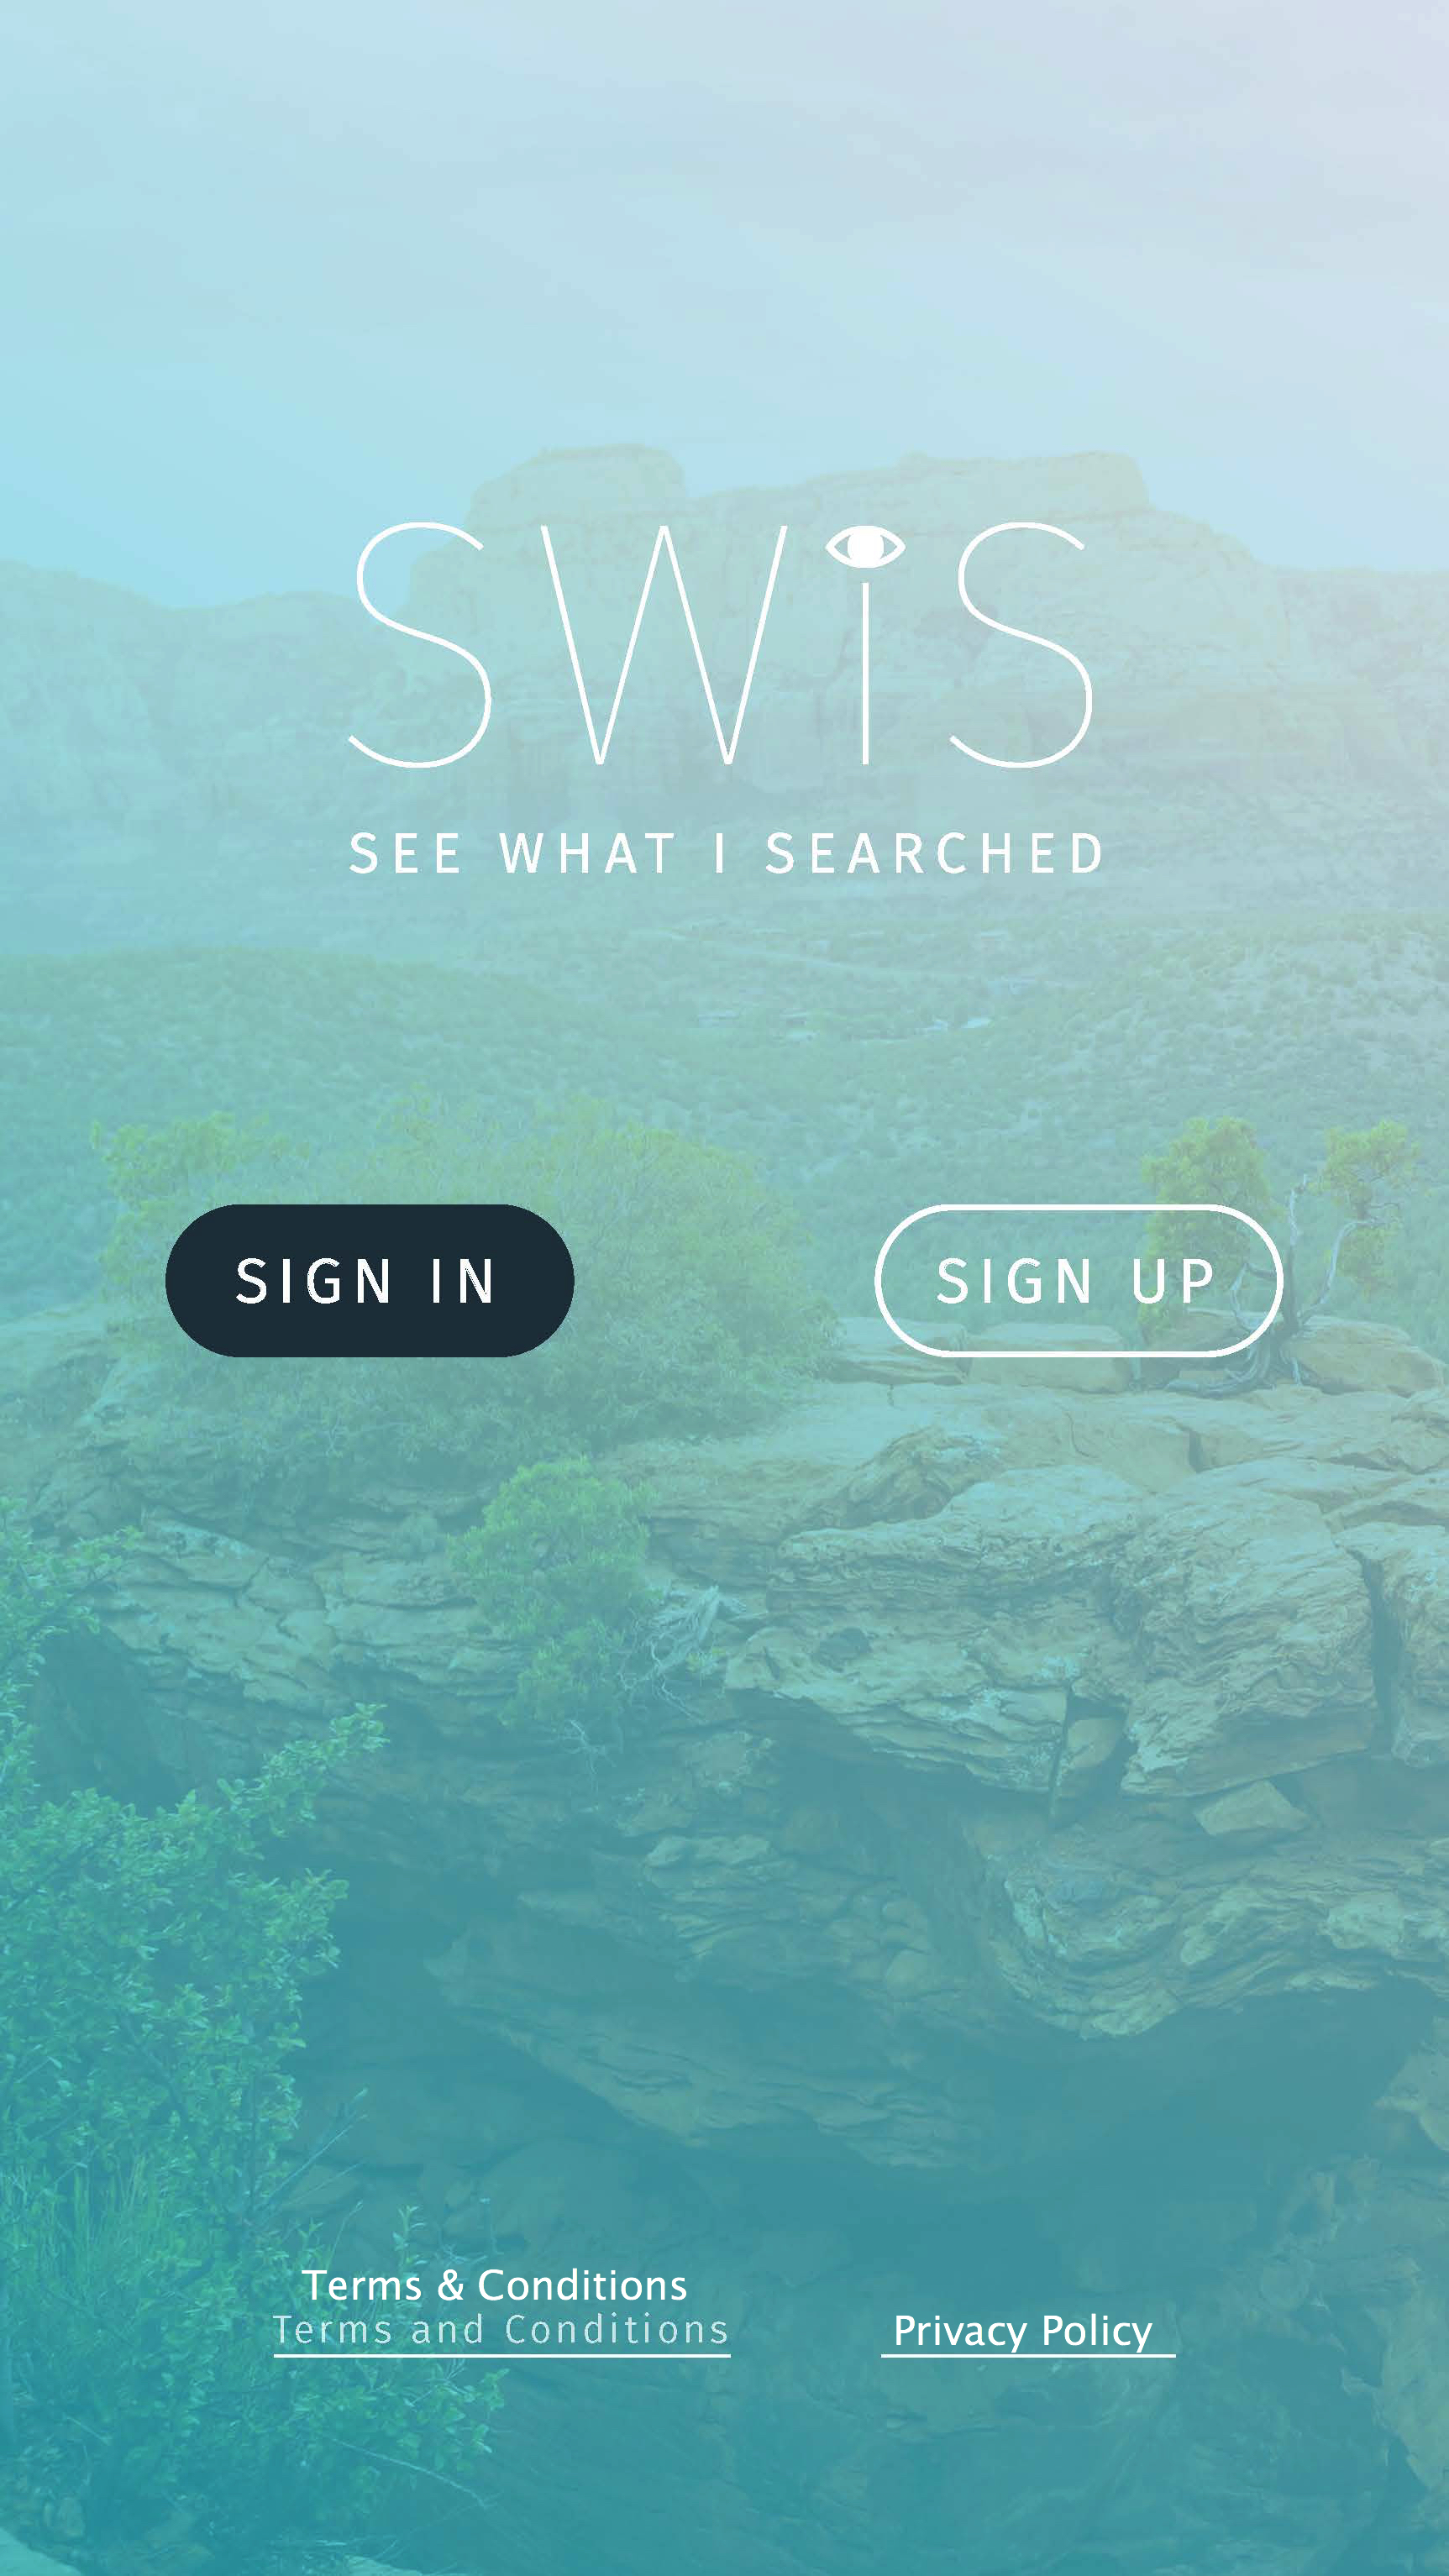 SWiS
SEE WHAT I SEARCHED
SIGN IN
SIGN UP
Terms & Conditions
Terms and Conditions
Privacy Policy